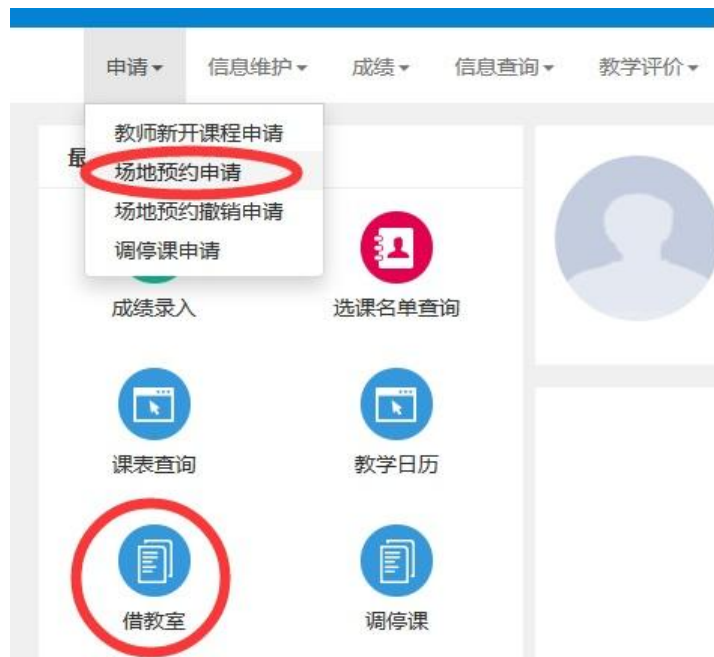 申请 信息维护 成绩 信息查询 教学评价
教师新开课程申请
最
场地预约申请
场地预约撤销申请
调停课申请
成绩录入 选课名单查询
课表查询 教学日历
借教室 调停课